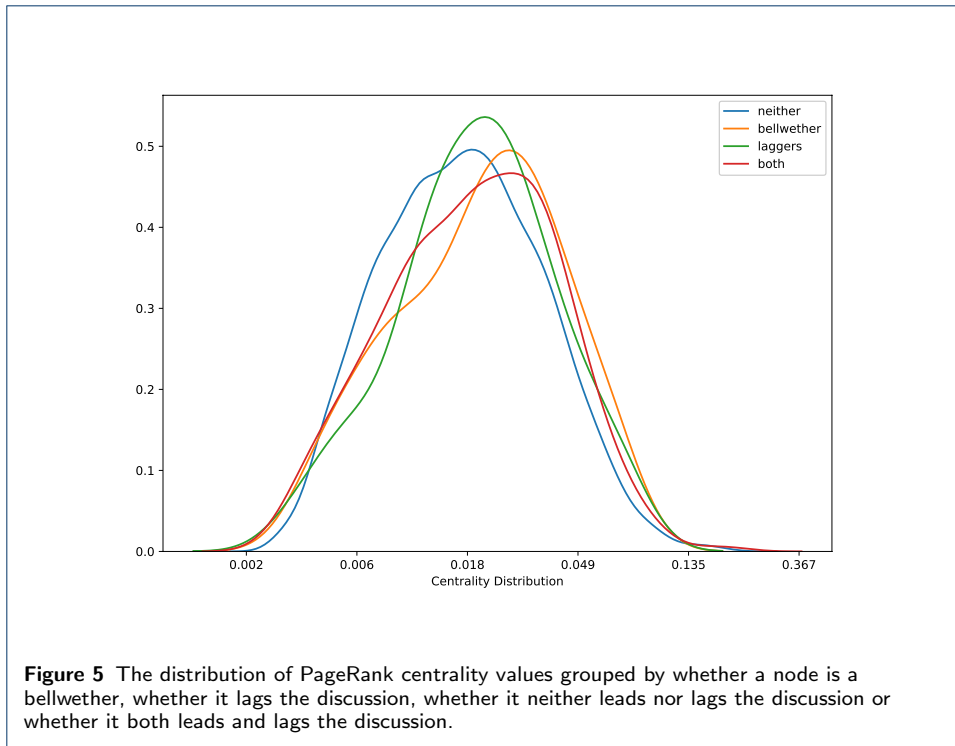 neither
bellwether
laggers
both
0.5
0.4
0.3
0.2
0.1
0.0
0.002 0.006 0.018 0.049 0.135 0.367
Centrality Distribution
Figure 5 The distribution of PageRank centrality values grouped by whether a node is a
bellwether, whether it lags the discussion, whether it neither leads nor lags the discussion or
whether it both leads and lags the discussion.